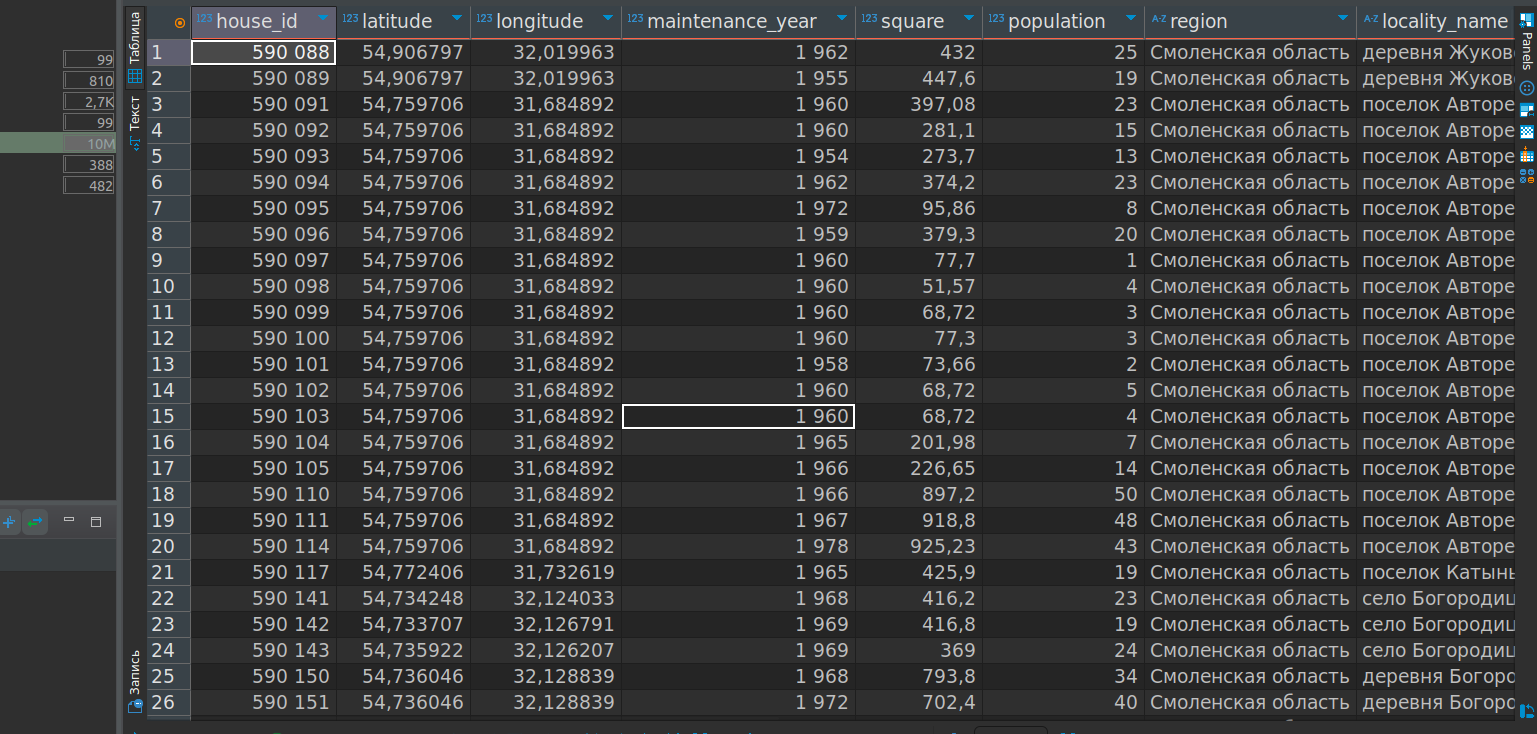 Таблица
Текст
Запись
Panels
99
810
2,7K
99
10M
388
482
123 house_id 123 latitude 123 longitude 123 maintenance_year 123 square 123 population A-Z region A-Z locality_name
1 590 088 54,906797 32,019963 1 962 432 25 Смоленская область деревня Жуков
2 590 089 54,906797 32,019963 1 955 447,6 19 Смоленская область деревня Жуков
3 590 091 54,759706 31,684892 1 960 397,08 23 Смоленская область поселок Авторе
4 590 092 54,759706 31,684892 1 960 281,1 15 Смоленская область поселок Авторе
5 590 093 54,759706 31,684892 1 954 273,7 13 Смоленская область поселок Авторе
6 590 094 54,759706 31,684892 1 962 374,2 23 Смоленская область поселок Авторе
7 590 095 54,759706 31,684892 1 972 95,86 8 Смоленская область поселок Авторе
8 590 096 54,759706 31,684892 1 959 379,3 20 Смоленская область поселок Авторе
9 590 097 54,759706 31,684892 1 960 77,7 1 Смоленская область поселок Авторе
10 590 098 54,759706 31,684892 1 960 51,57 4 Смоленская область поселок Авторе
11 590 099 54,759706 31,684892 1 960 68,72 3 Смоленская область поселок Авторе
12 590 100 54,759706 31,684892 1 960 77,3 3 Смоленская область поселок Авторе
13 590 101 54,759706 31,684892 1 958 73,66 2 Смоленская область поселок Авторе
14 590 102 54,759706 31,684892 1 960 68,72 5 Смоленская область поселок Авторе
15 590 103 54,759706 31,684892 1 960 68,72 4 Смоленская область поселок Авторе
16 590 104 54,759706 31,684892 1 965 201,98 7 Смоленская область поселок Авторе
17 590 105 54,759706 31,684892 1 966 226,65 14 Смоленская область поселок Авторе
18 590 110 54,759706 31,684892 1 966 897,2 50 Смоленская область поселок Авторе
19 590 111 54,759706 31,684892 1 967 918,8 48 Смоленская область поселок Авторе
20 590 114 54,759706 31,684892 1 978 925,23 43 Смоленская область поселок Авторе
21 590 117 54,772406 31,732619 1 965 425,9 19 Смоленская область поселок Катынь
22 590 141 54,734248 32,124033 1 968 416,2 23 Смоленская область село Богородиц
23 590 142 54,733707 32,126791 1 969 416,8 19 Смоленская область село Богородиц
24 590 143 54,735922 32,126207 1 969 369 24 Смоленская область село Богородиц
25 590 150 54,736046 32,128839 1 968 793,8 34 Смоленская область деревня Богоро
26 590 151 54,736046 32,128839 1 972 702,4 40 Смоленская область деревня Богоро